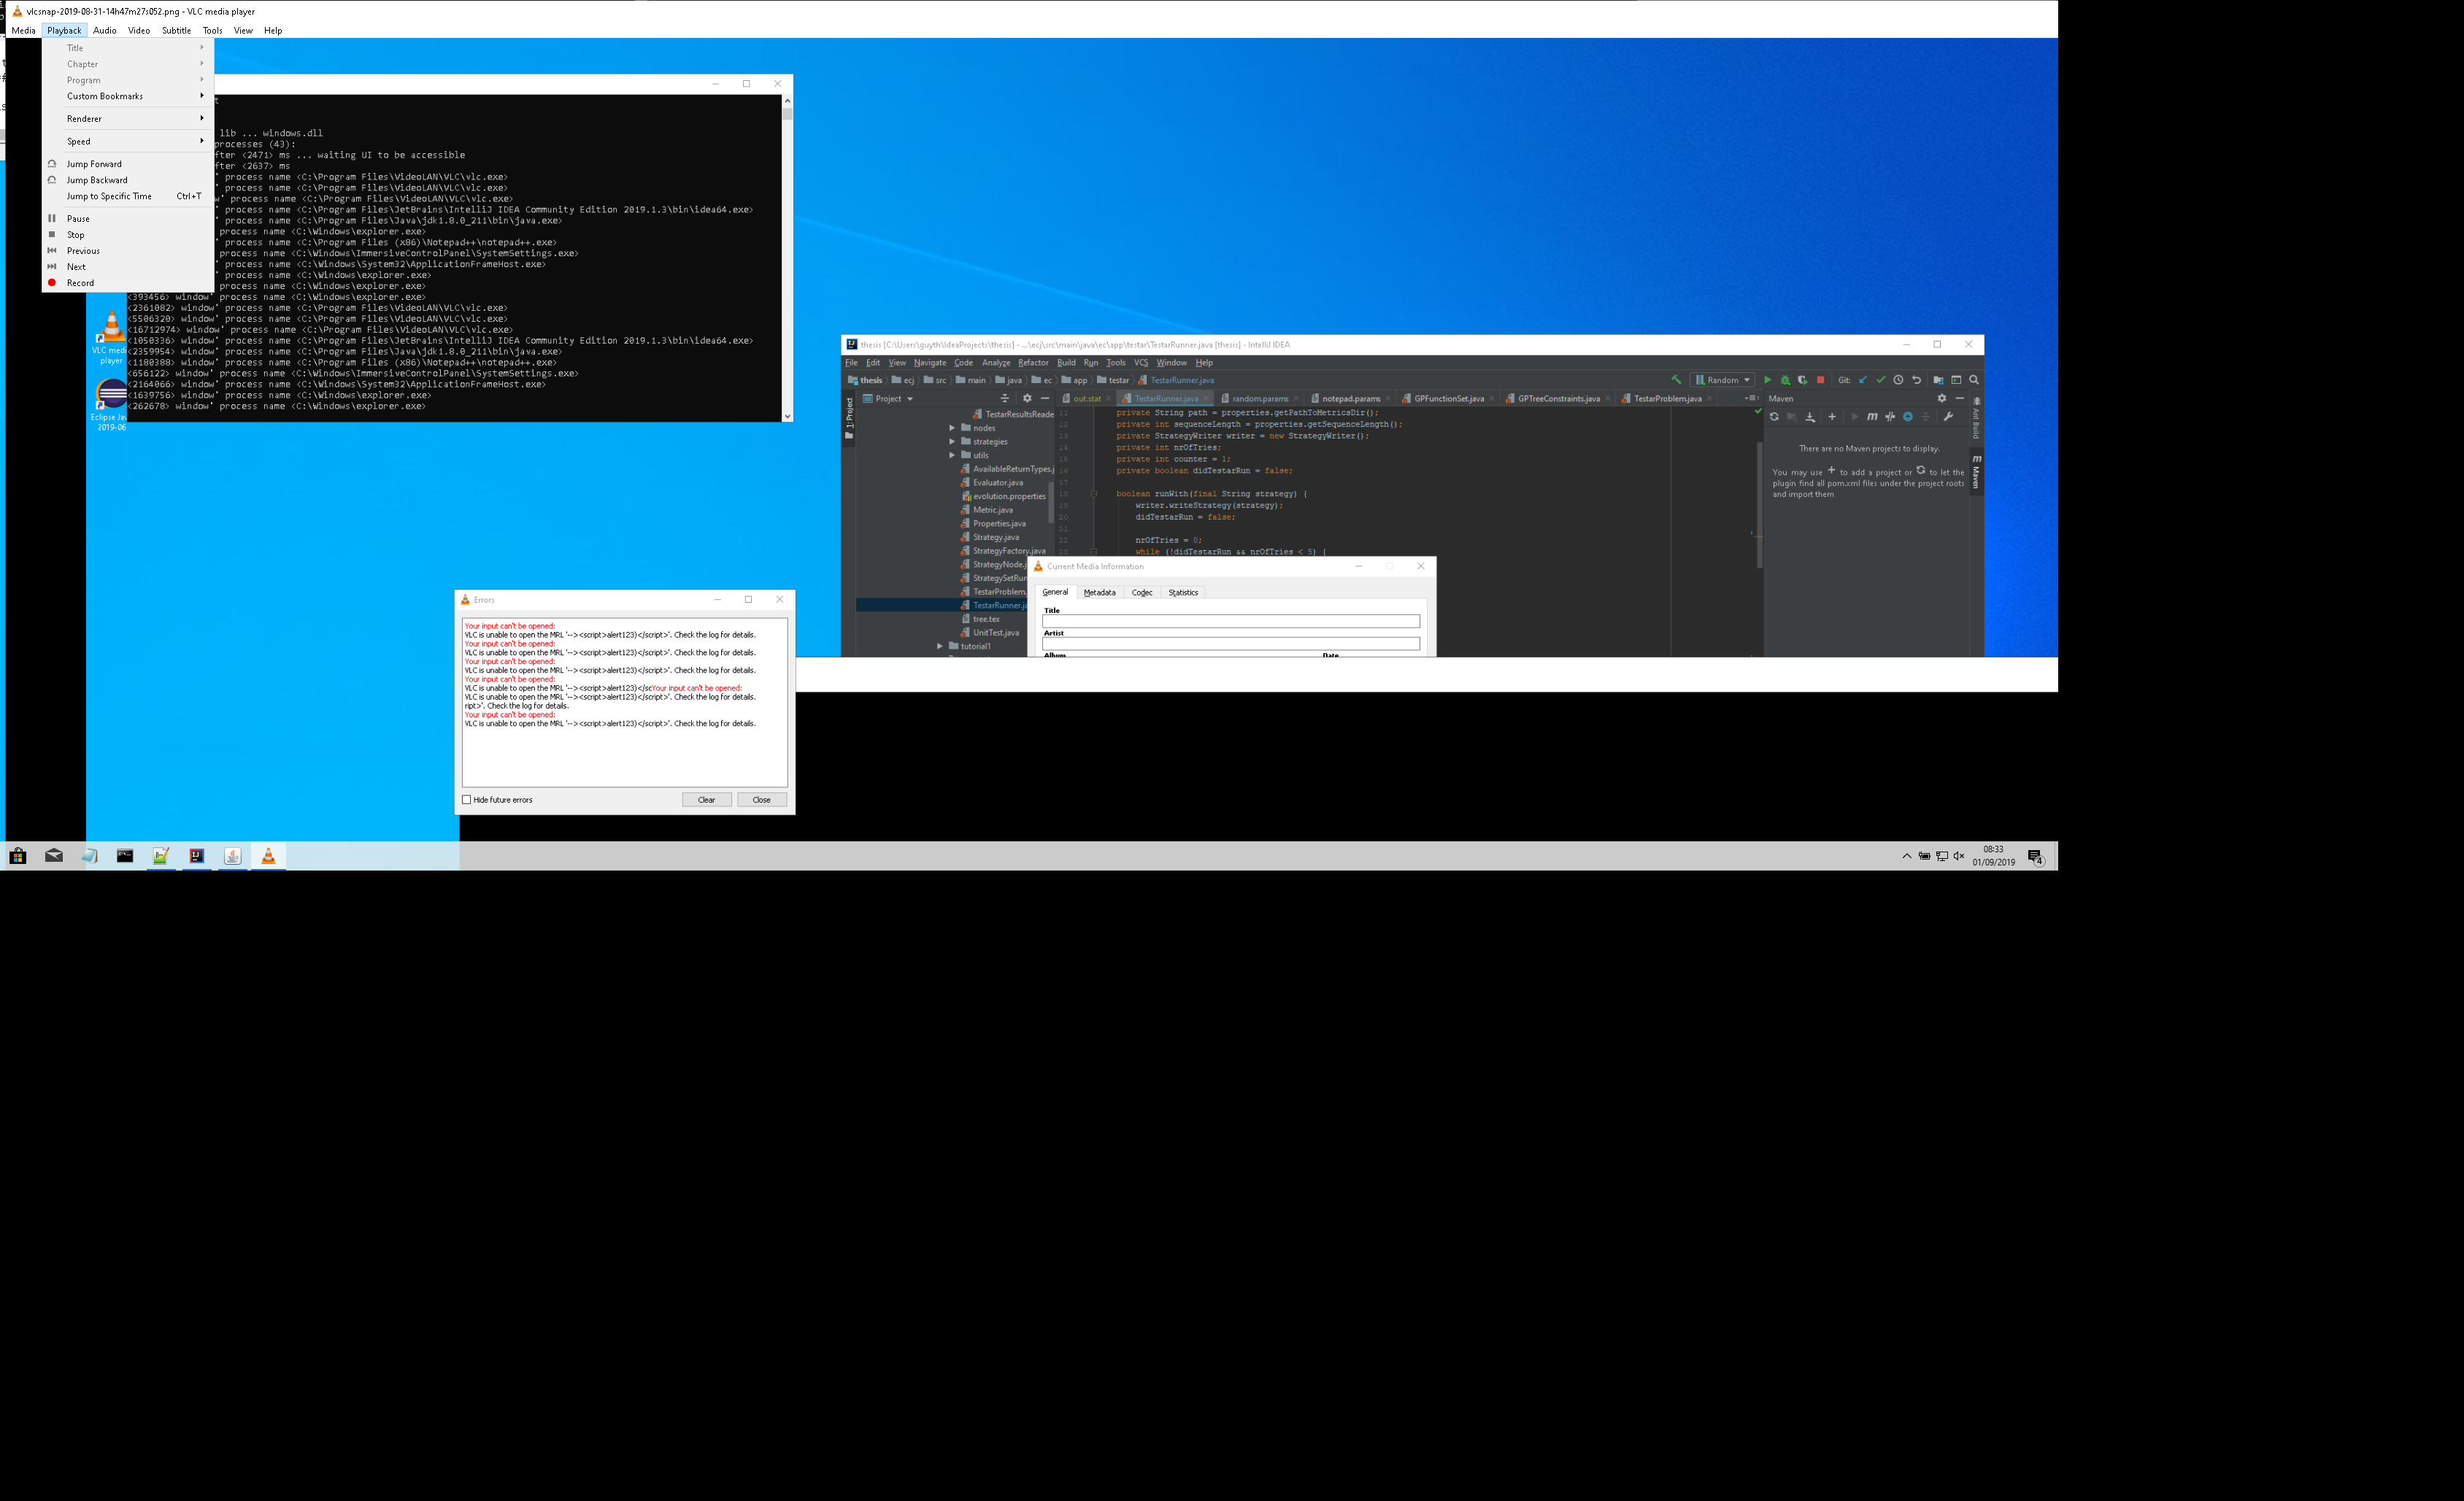 vlcsnap-2019-08-31-14h47m27s052.png - VLC media player
Media Playback Audio Video Subtitle Tools View Help
Title
Chapter
Program
Custom Bookmarks
Renderer
Speed
Jump Forward
Jump Backward
Jump to Specific Time Ctrl+T
Pause
Stop
Previous
Next
Record
lib ... windows.dll
processes (43):
fter <2471> ms ... waiting UI to be accessible
fter <2637> ms
' process name <C:\Program Files\VideoLAN\VLC\vlc.exe>
' process name <C:\Program Files\VideoLAN\VLC\vlc.exe>
w' process name <C:\Program Files\VideoLAN\VLC\vlc.exe>
' process name <C:\Program Files\JetBrains\IntelliJ IDEA Community Edition 2019.1.3\bin\idea64.exe>
' process name <C:\Program Files\Java\jdk1.8.0_211\bin\java.exe>
process name <C:\Windows\explorer.exe>
' process name <C:\Program Files (x86)\Notepad++\notepad++.exe>
process name <C:\Windows\ImmersiveControlPanel\SystemSettings.exe>
' process name <C:\Windows\System32\ApplicationFrameHost.exe>
' process name <C:\Windows\explorer.exe>
process name <C:\Windows\explorer.exe>
<393456> window' process name <C:\Windows\explorer.exe>
<2361082> window' process name <C:\Program Files\VideoLAN\VLC\vlc.exe>
<5506320> window' process name <C:\Program Files\VideoLAN\VLC\vlc.exe>
<16712974> window' process name <C:\Program Files\VideoLAN\VLC\vlc.exe>
<1050336> window' process name <C:\Program Files\JetBrains\IntelliJ IDEA Community Edition 2019.1.3\bin\idea64.exe>
<2359954> window' process name <C:\Program Files\Java\jdk1.8.0_211\bin\java.exe>
<1180388> window' process name <C:\Program Files (x86)\Notepad++\notepad++.exe>
<656122> window' process name <C:\Windows\ImmersiveControlPanel\SystemSettings.exe>
<2164066> window' process name <C:\Windows\System32\ApplicationFrameHost.exe>
<1639756> window' process name <C:\Windows\explorer.exe>
<262670> window' process name <C:\Windows\explorer.exe>
VLC medi
player
Eclipse Jav
2019-06
thesis [C:\Users\guyth\IdeaProjects\thesis] - ...\ecj\src\main\java\ec\app\testar\TestarRunner.java [thesis] - IntelliJ IDEA
File Edit View Navigate Code Analyze Refactor Build Run Tools VCS Window Help
thesis ecj src main java ec app testar TestarRunner.java Random Git:
1: Project
Project
out.stat TestarRunner.java random.params notepad.params GPFunctionSet.java GPTreeConstraints.java TestarProblem.java
TestarResultsReade
nodes
strategies
utils
AvailableReturnTypes.j
Evaluator.java
evolution.properties
Metric.java
Properties.java
Strategy.java
StrategyFactory.java
StrategyNode.j
StrategySetRun
TestarProblem.
TestarRunner.ja
tree.tex
UnitTest.java
tutorial1
11 private String path = properties.getPathToMetricsDir();
12 private int sequenceLength = properties.getSequenceLength();
13 private StrategyWriter writer = new StrategyWriter();
14 private int nrOfTries;
15 private int counter = 1;
16 private boolean didTestarRun = false;
17
18 boolean runWith(final String strategy) {
19 writer.writeStrategy(strategy);
20 didTestarRun = false;
21
22 nrOfTries = 0;
23 while (!didTestarRun && nrOfTries < 5) {
Maven
There are no Maven projects to display.
You may use + to add a project or to let the
plugin find all pom.xml files under the project roots
and import them
Ant Build
Maven
Current Media Information
General Metadata Codec Statistics
Title
Artist
Album Date
Errors
Your input can't be opened:
VLC is unable to open the MRL '--><script>alert123)</script>'. Check the log for details.
Your input can't be opened:
VLC is unable to open the MRL '--><script>alert123)</script>'. Check the log for details.
Your input can't be opened:
VLC is unable to open the MRL '--><script>alert123)</script>'. Check the log for details.
Your input can't be opened:
VLC is unable to open the MRL '--><script>alert123)</scYour input can't be opened:
VLC is unable to open the MRL '--><script>alert123)</script>'. Check the log for details.
ript>'. Check the log for details.
Your input can't be opened:
VLC is unable to open the MRL '--><script>alert123)</script>'. Check the log for details.
Hide future errors Clear Close
08:33
01/09/2019
4